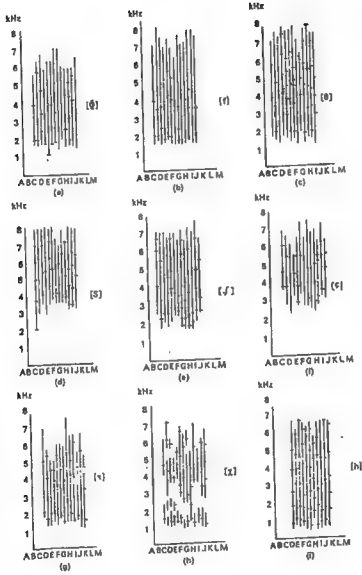 kHz
8
7
6
5
4
3
2
1
[Φ]
ABCDEFGHIJKLM
(a)
kHz
8
7
6
5
4
3
2
1
[f]
ABCDEFGHIJKLM
(b)
kHz
8
7
6
5
4
3
2
1
[θ]
ABCDEFGHIJKLM
(c)
kHz
8
7
6
5
4
3
2
1
[S]
ABCDEFGHIJKLM
(d)
kHz
8
7
6
5
4
3
2
1
[ʃ]
ABCDEFGHIJKLM
(e)
kHz
8
7
6
5
4
3
2
1
[ç]
ABCDEFGHIJKLM
(f)
kHz
8
7
6
5
4
3
2
1
ABCDEFGHIJKLM
(g)
kHz
8
7
6
5
4
3
2
1
[χ]
ABCDEFGHIJKLM
(h)
kHz
8
7
6
5
4
3
2
1
[h]
ABCDEFGHIJKLM
(i)